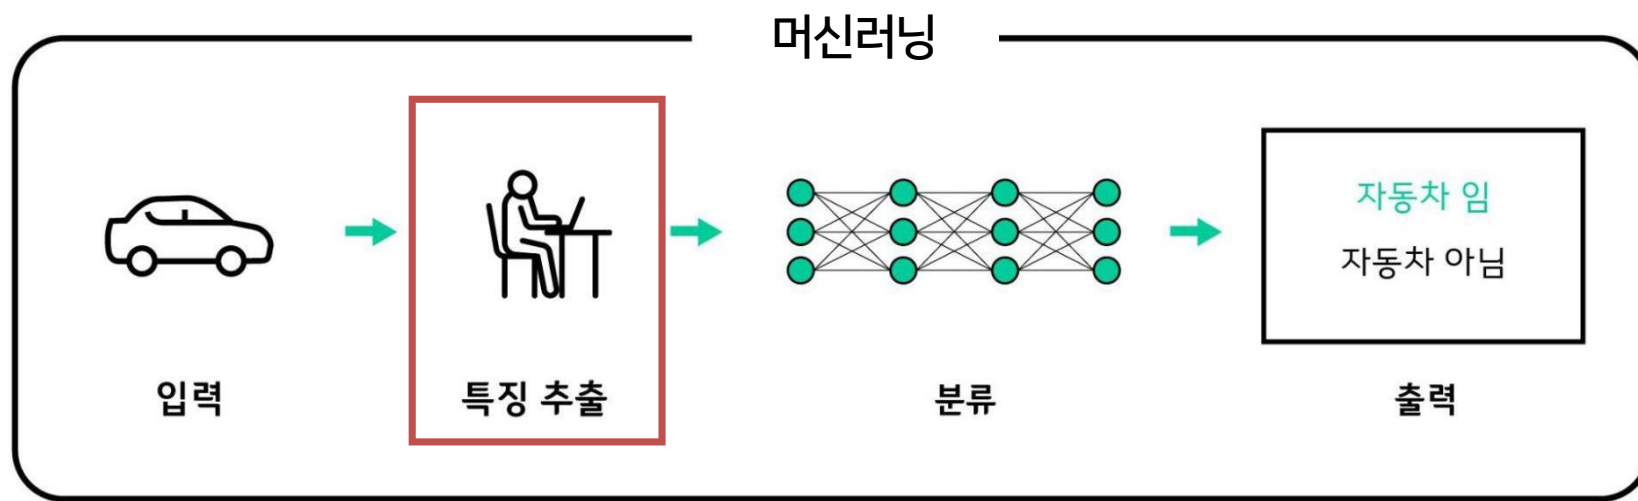 머신러닝
자동차 임
자동차 아님
입력
특징 추출
분류
출력